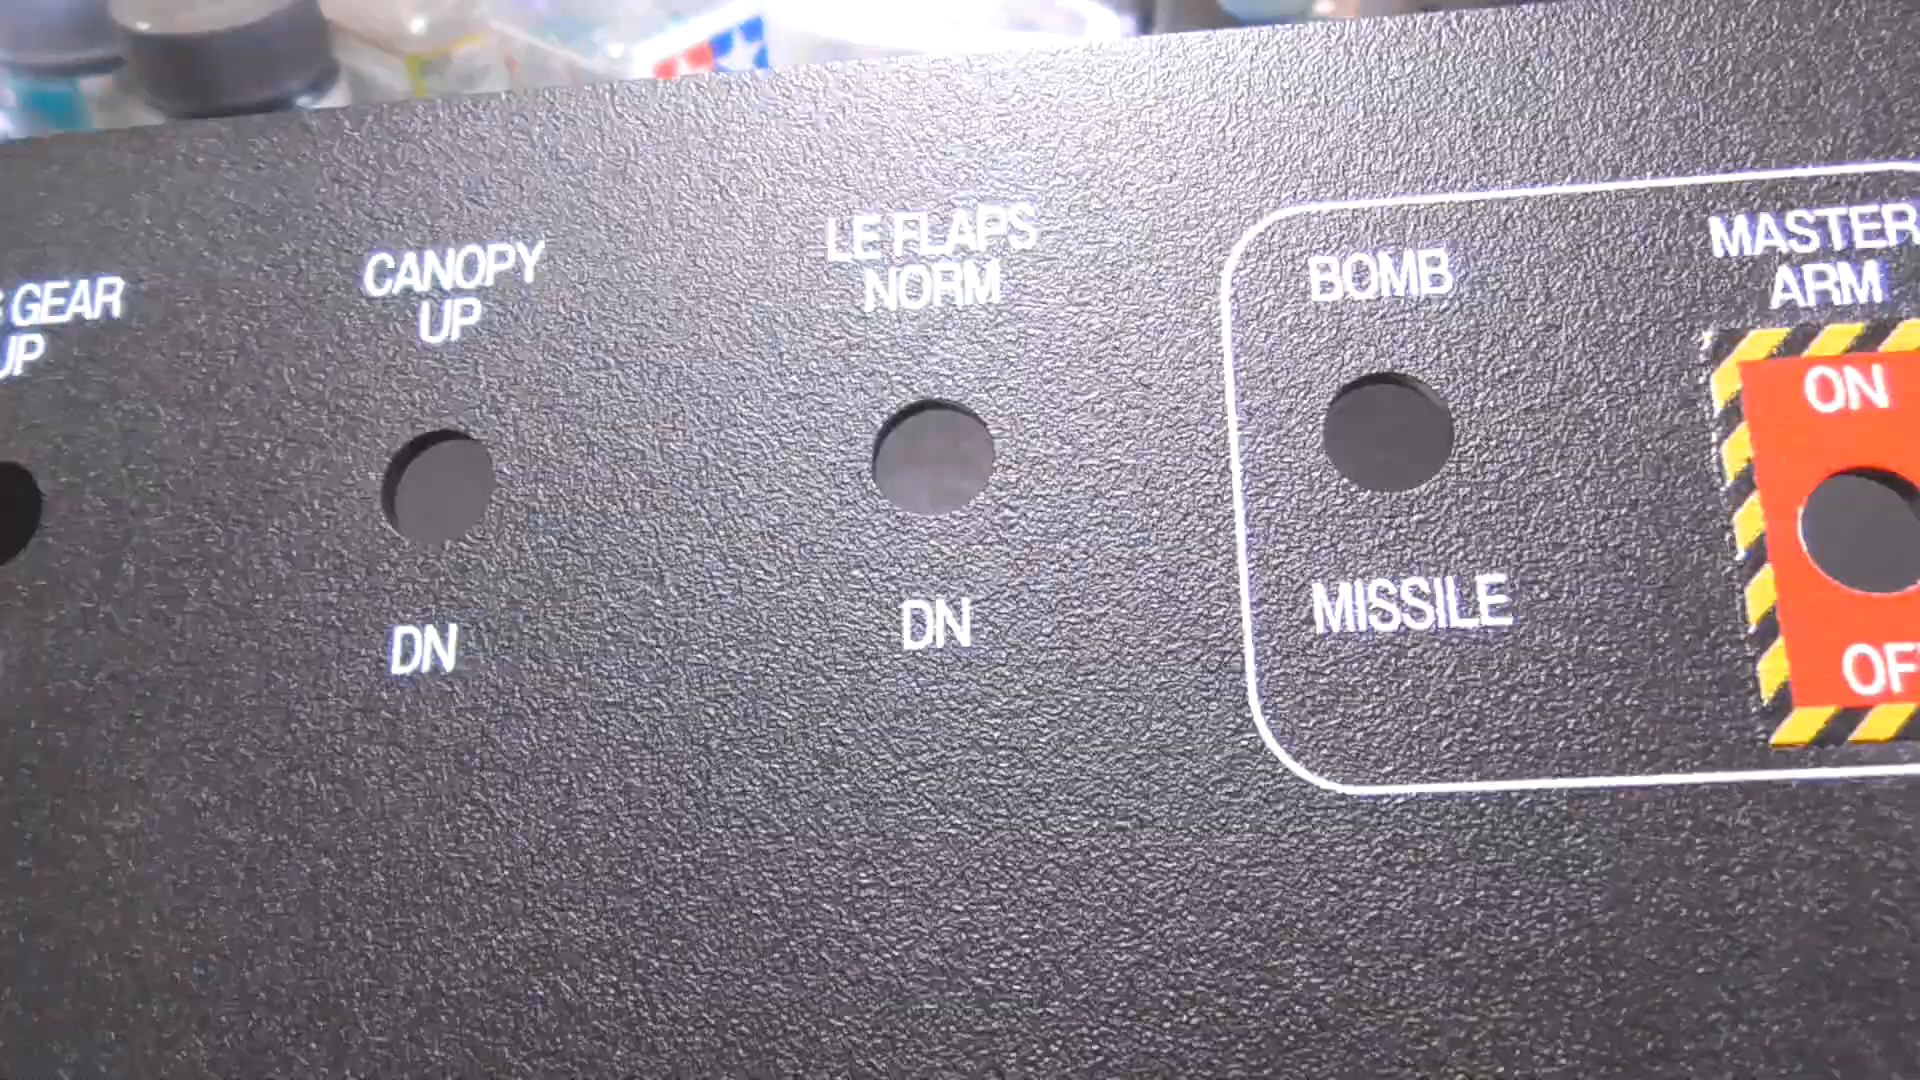 GEAR
UP
CANOPY
UP
DN
LE FLAPS
NORM
DN
BOMB
MISSILE
MASTER
ARM
ON